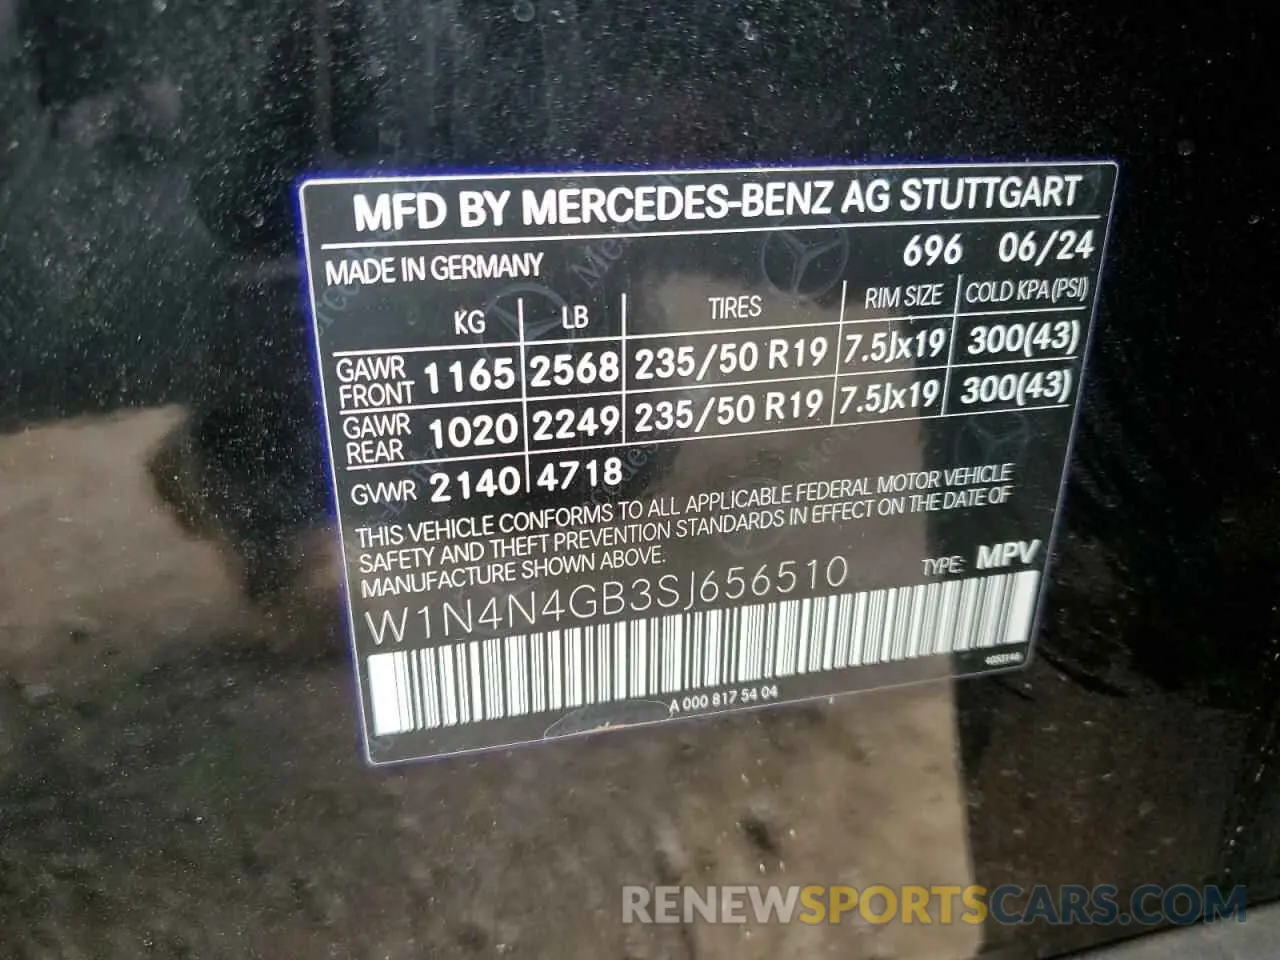 MFD BY MERCEDES-BENZ AG STUTTGART
696 06/24
MADE IN GERMANY
KG LB TIRES RIM SIZE COLD KPA (PSI)
GAWR FRONT 1165 2568 235/50 R19 7.5Jx19 300(43)
GAWR REAR 1020 2249 235/50 R19 7.5Jx19 300(43)
GVWR 2140 4718
THIS VEHICLE CONFORMS TO ALL APPLICABLE FEDERAL MOTOR VEHICLE
SAFETY AND THEFT PREVENTION STANDARDS IN EFFECT ON THE DATE OF
MANUFACTURE SHOWN ABOVE.
W1N4N4GB3SJ656510 TYPE: MPV
A 000 817 54 04
RENEWSPORTSCARS.COM